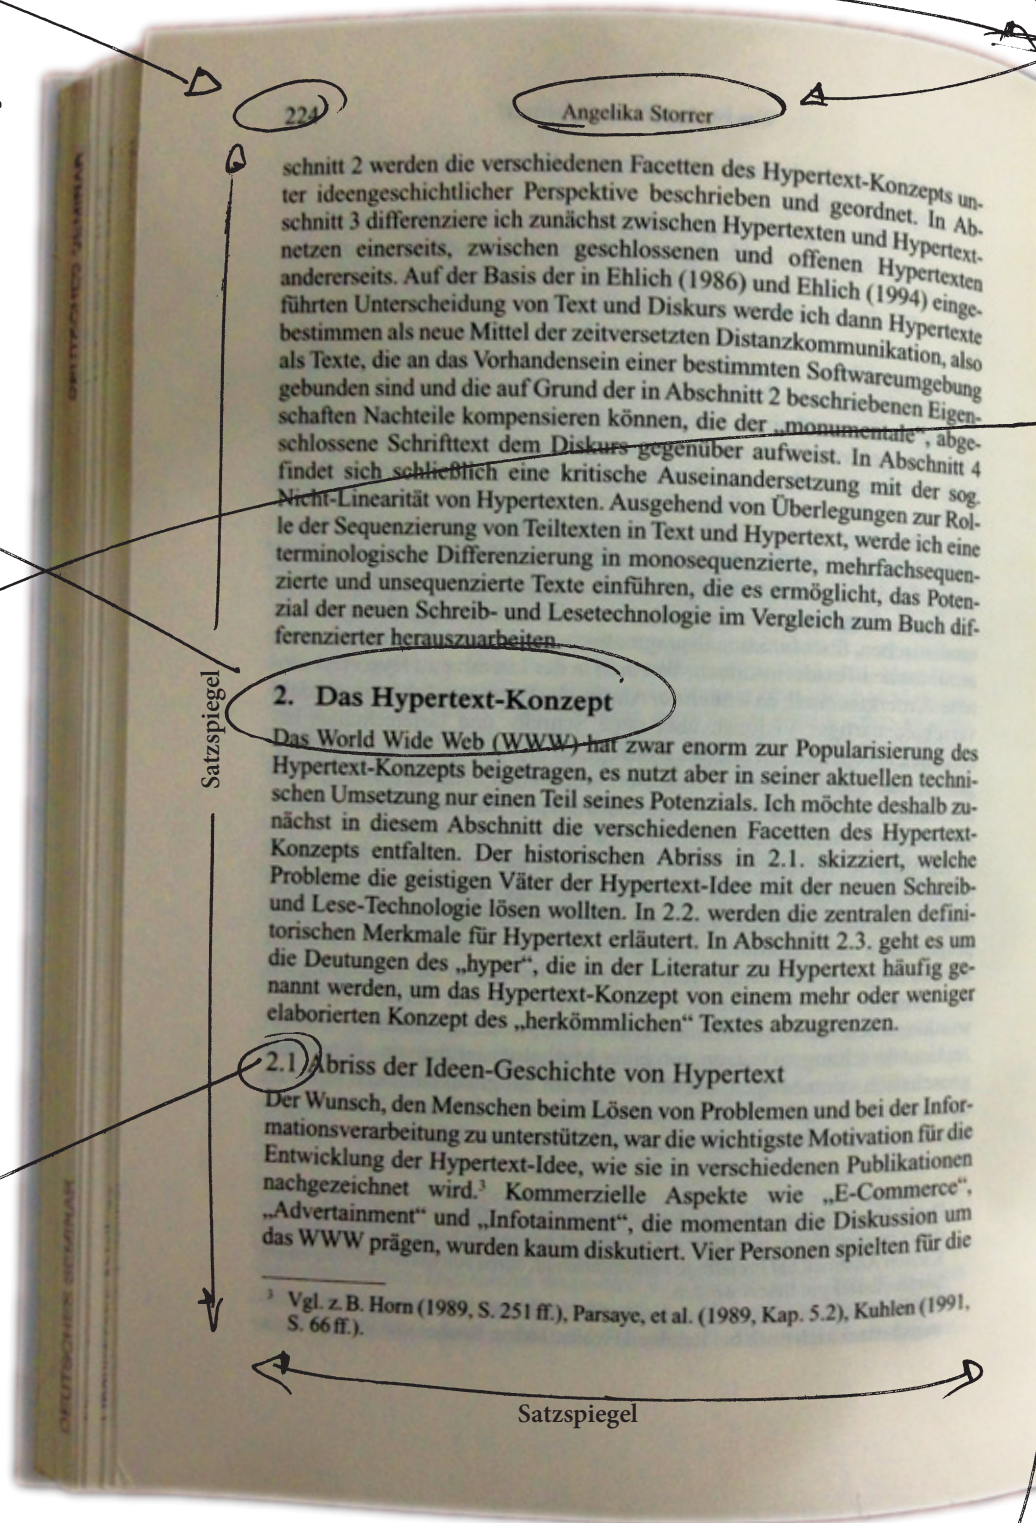 224 Angelika Storrer
schnitt 2 werden die verschiedenen Facetten des Hypertext-Konzepts un-
ter ideengeschichtlicher Perspektive beschrieben und geordnet. In Ab-
schnitt 3 differenziere ich zunächst zwischen Hypertexten und Hypertext-
netzen einerseits, zwischen geschlossenen und offenen Hypertexten
andererseits. Auf der Basis der in Ehlich (1986) und Ehlich (1994) einge-
führten Unterscheidung von Text und Diskurs werde ich dann Hypertexte
bestimmen als neue Mittel der zeitversetzten Distanzkommunikation, also
als Texte, die an das Vorhandensein einer bestimmten Softwareumgebung
gebunden sind und die auf Grund der in Abschnitt 2 beschriebenen Eigen-
schaften Nachteile kompensieren können, die der „monumentale“, abge-
schlossene Schrifttext dem Diskurs gegenüber aufweist. In Abschnitt 4
findet sich schließlich eine kritische Auseinandersetzung mit der sog.
Nicht-Linearität von Hypertexten. Ausgehend von Überlegungen zur Rol-
le der Sequenzierung von Teiltexten in Text und Hypertext, werde ich eine
terminologische Differenzierung in monosequenzierte, mehrfachsequen-
zierte und unsequenzierte Texte einführen, die es ermöglicht, das Poten-
zial der neuen Schreib- und Lesetechnologie im Vergleich zum Buch dif-
ferenzierter herauszuarbeiten.
2. Das Hypertext-Konzept
Das World Wide Web (WWW) hat zwar enorm zur Popularisierung des
Hypertext-Konzepts beigetragen, es nutzt aber in seiner aktuellen techni-
schen Umsetzung nur einen Teil seines Potenzials. Ich möchte deshalb zu-
nächst in diesem Abschnitt die verschiedenen Facetten des Hypertext-
Konzepts entfalten. Der historischen Abriss in 2.1. skizziert, welche
Probleme die geistigen Väter der Hypertext-Idee mit der neuen Schreib-
und Lese-Technologie lösen wollten. In 2.2. werden die zentralen defini-
torischen Merkmale für Hypertext erläutert. In Abschnitt 2.3. geht es um
die Deutungen des „hyper“, die in der Literatur zu Hypertext häufig ge-
nannt werden, um das Hypertext-Konzept von einem mehr oder weniger
elaborierten Konzept des „herkömmlichen“ Textes abzugrenzen.
2.1 Abriss der Ideen-Geschichte von Hypertext
Der Wunsch, den Menschen beim Lösen von Problemen und bei der Infor-
mationsverarbeitung zu unterstützen, war die wichtigste Motivation für die
Entwicklung der Hypertext-Idee, wie sie in verschiedenen Publikationen
nachgezeichnet wird.³ Kommerzielle Aspekte wie „E-Commerce“,
„Advertainment“ und „Infotainment“, die momentan die Diskussion um
das WWW prägen, wurden kaum diskutiert. Vier Personen spielten für die
³ Vgl. z. B. Horn (1989, S. 251 ff.), Parsaye, et al. (1989, Kap. 5.2), Kuhlen (1991,
S. 66 ff.).
Satzspiegel
Satzspiegel
DEUTSCHES SEMINAR
DEUTSCHES SEMINAR